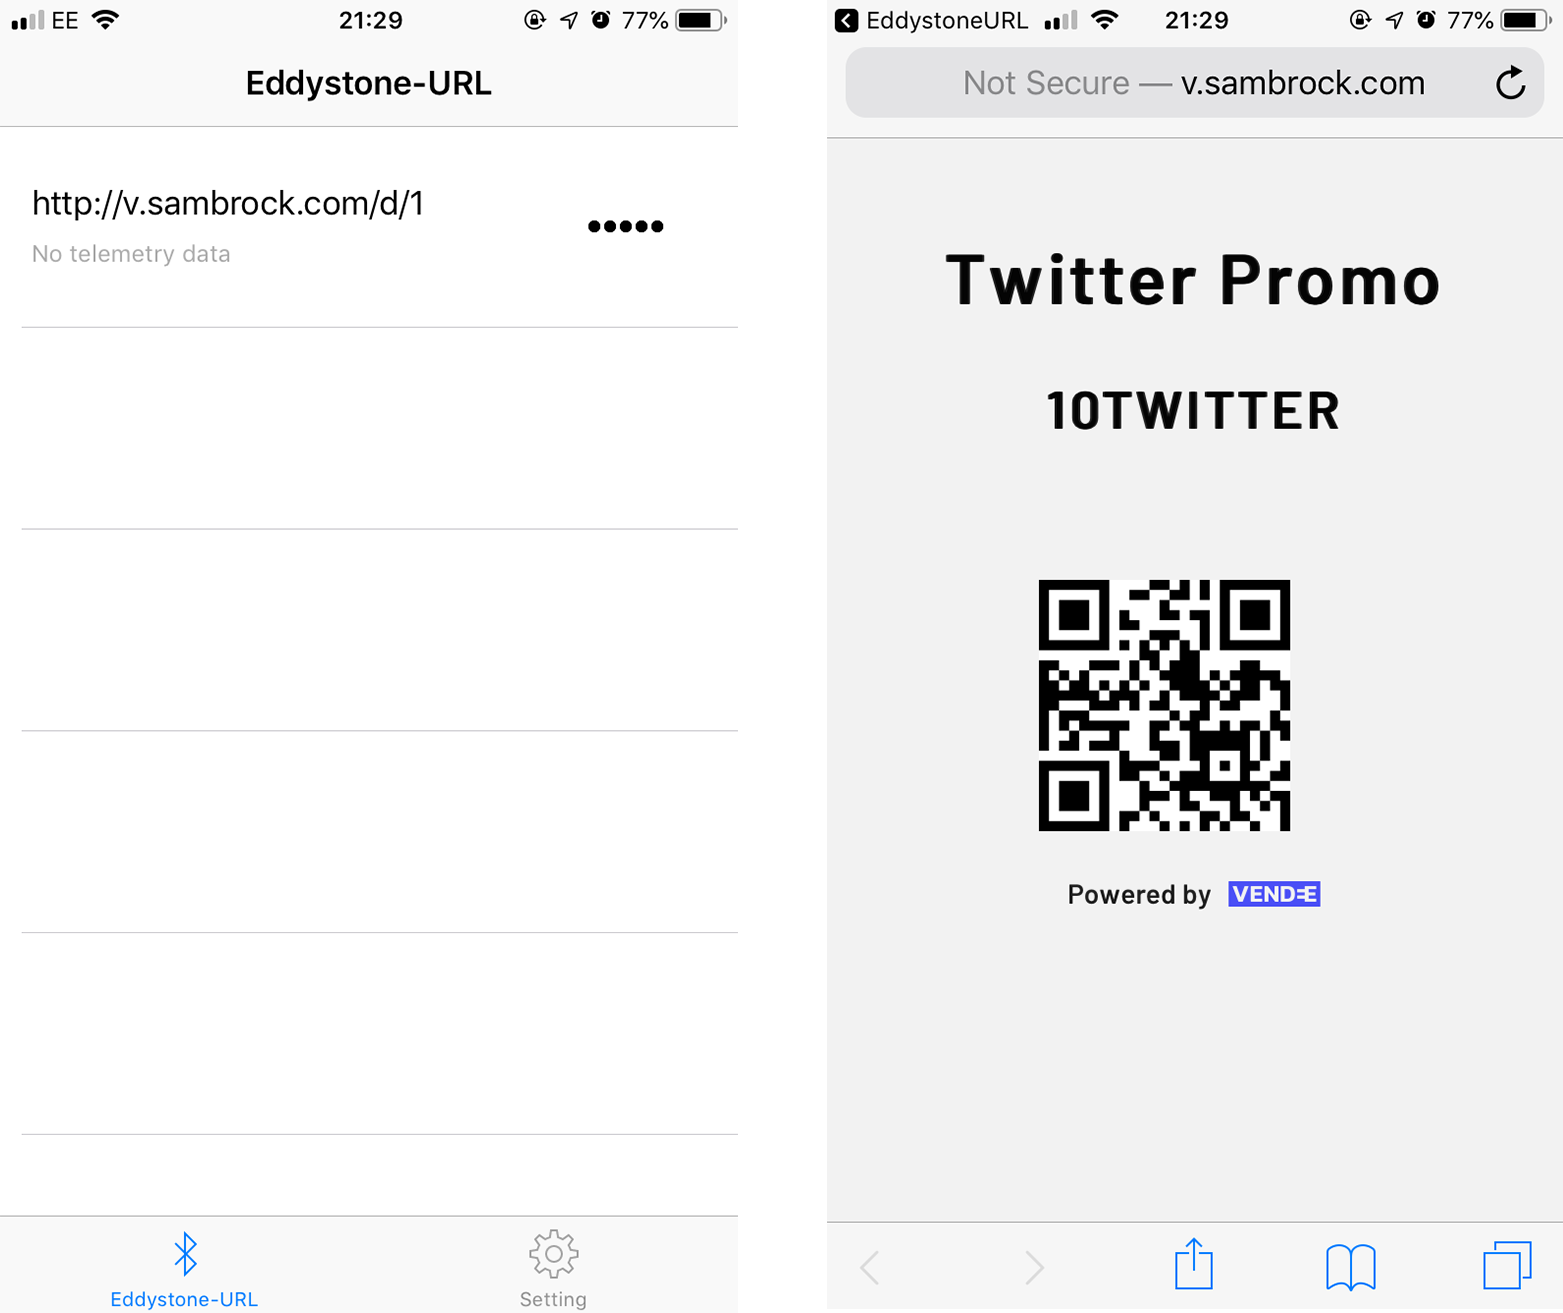 EE 21:29 77%
Eddystone-URL
http://v.sambrock.com/d/1
No telemetry data
Eddystone-URL
Setting
EddystoneURL 21:29 77%
Not Secure — v.sambrock.com
Twitter Promo
10TWITTER
Powered by VENDEE